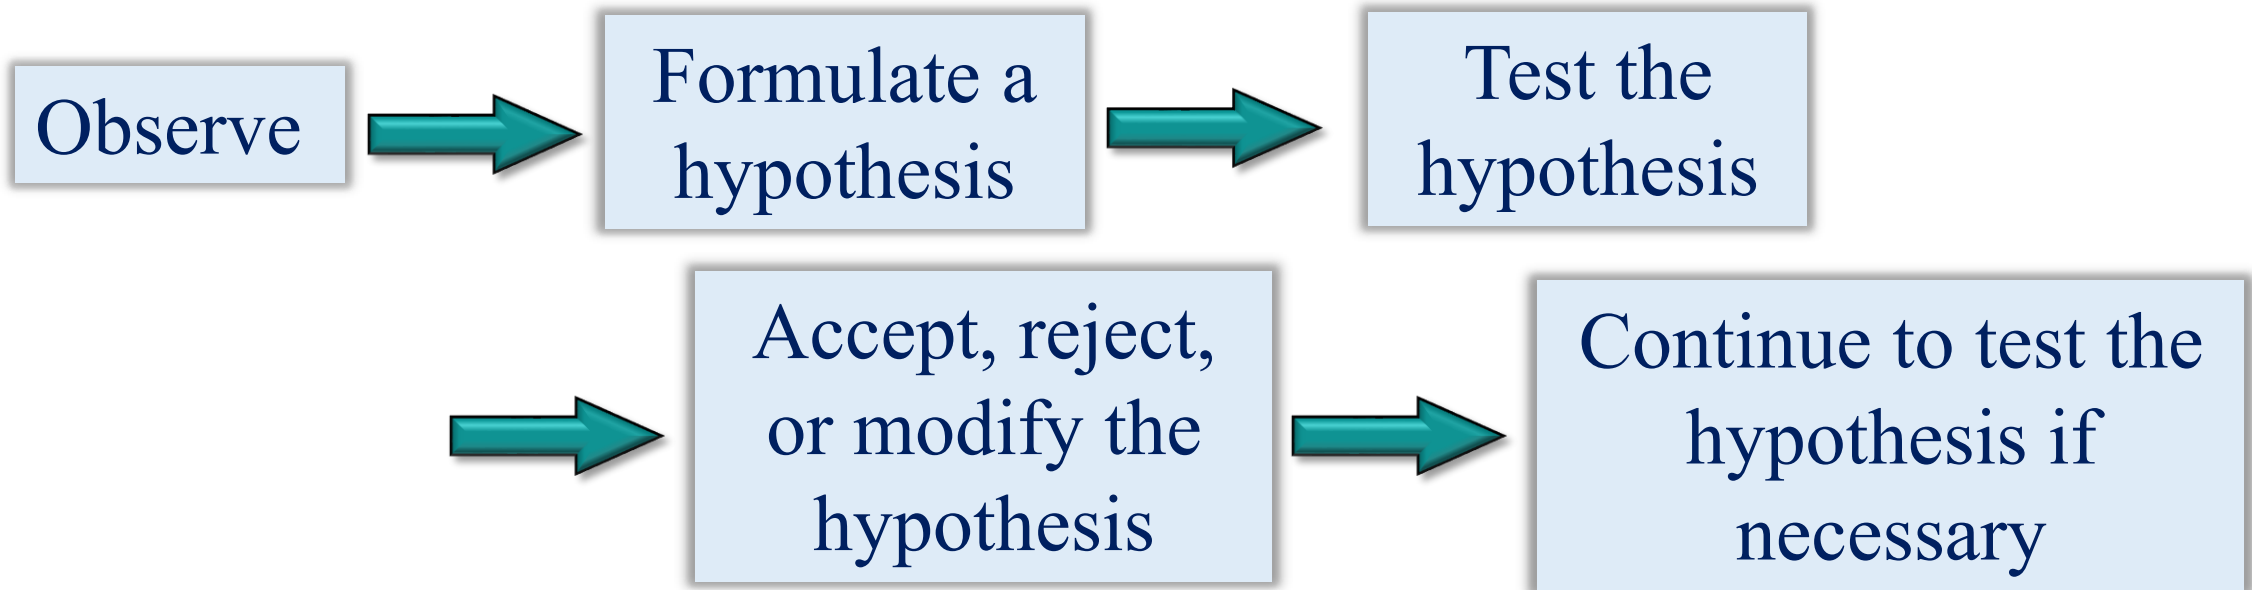 Observe
Formulate a
hypothesis
Test the
hypothesis
Accept, reject,
or modify the
hypothesis
Continue to test the
hypothesis if
necessary